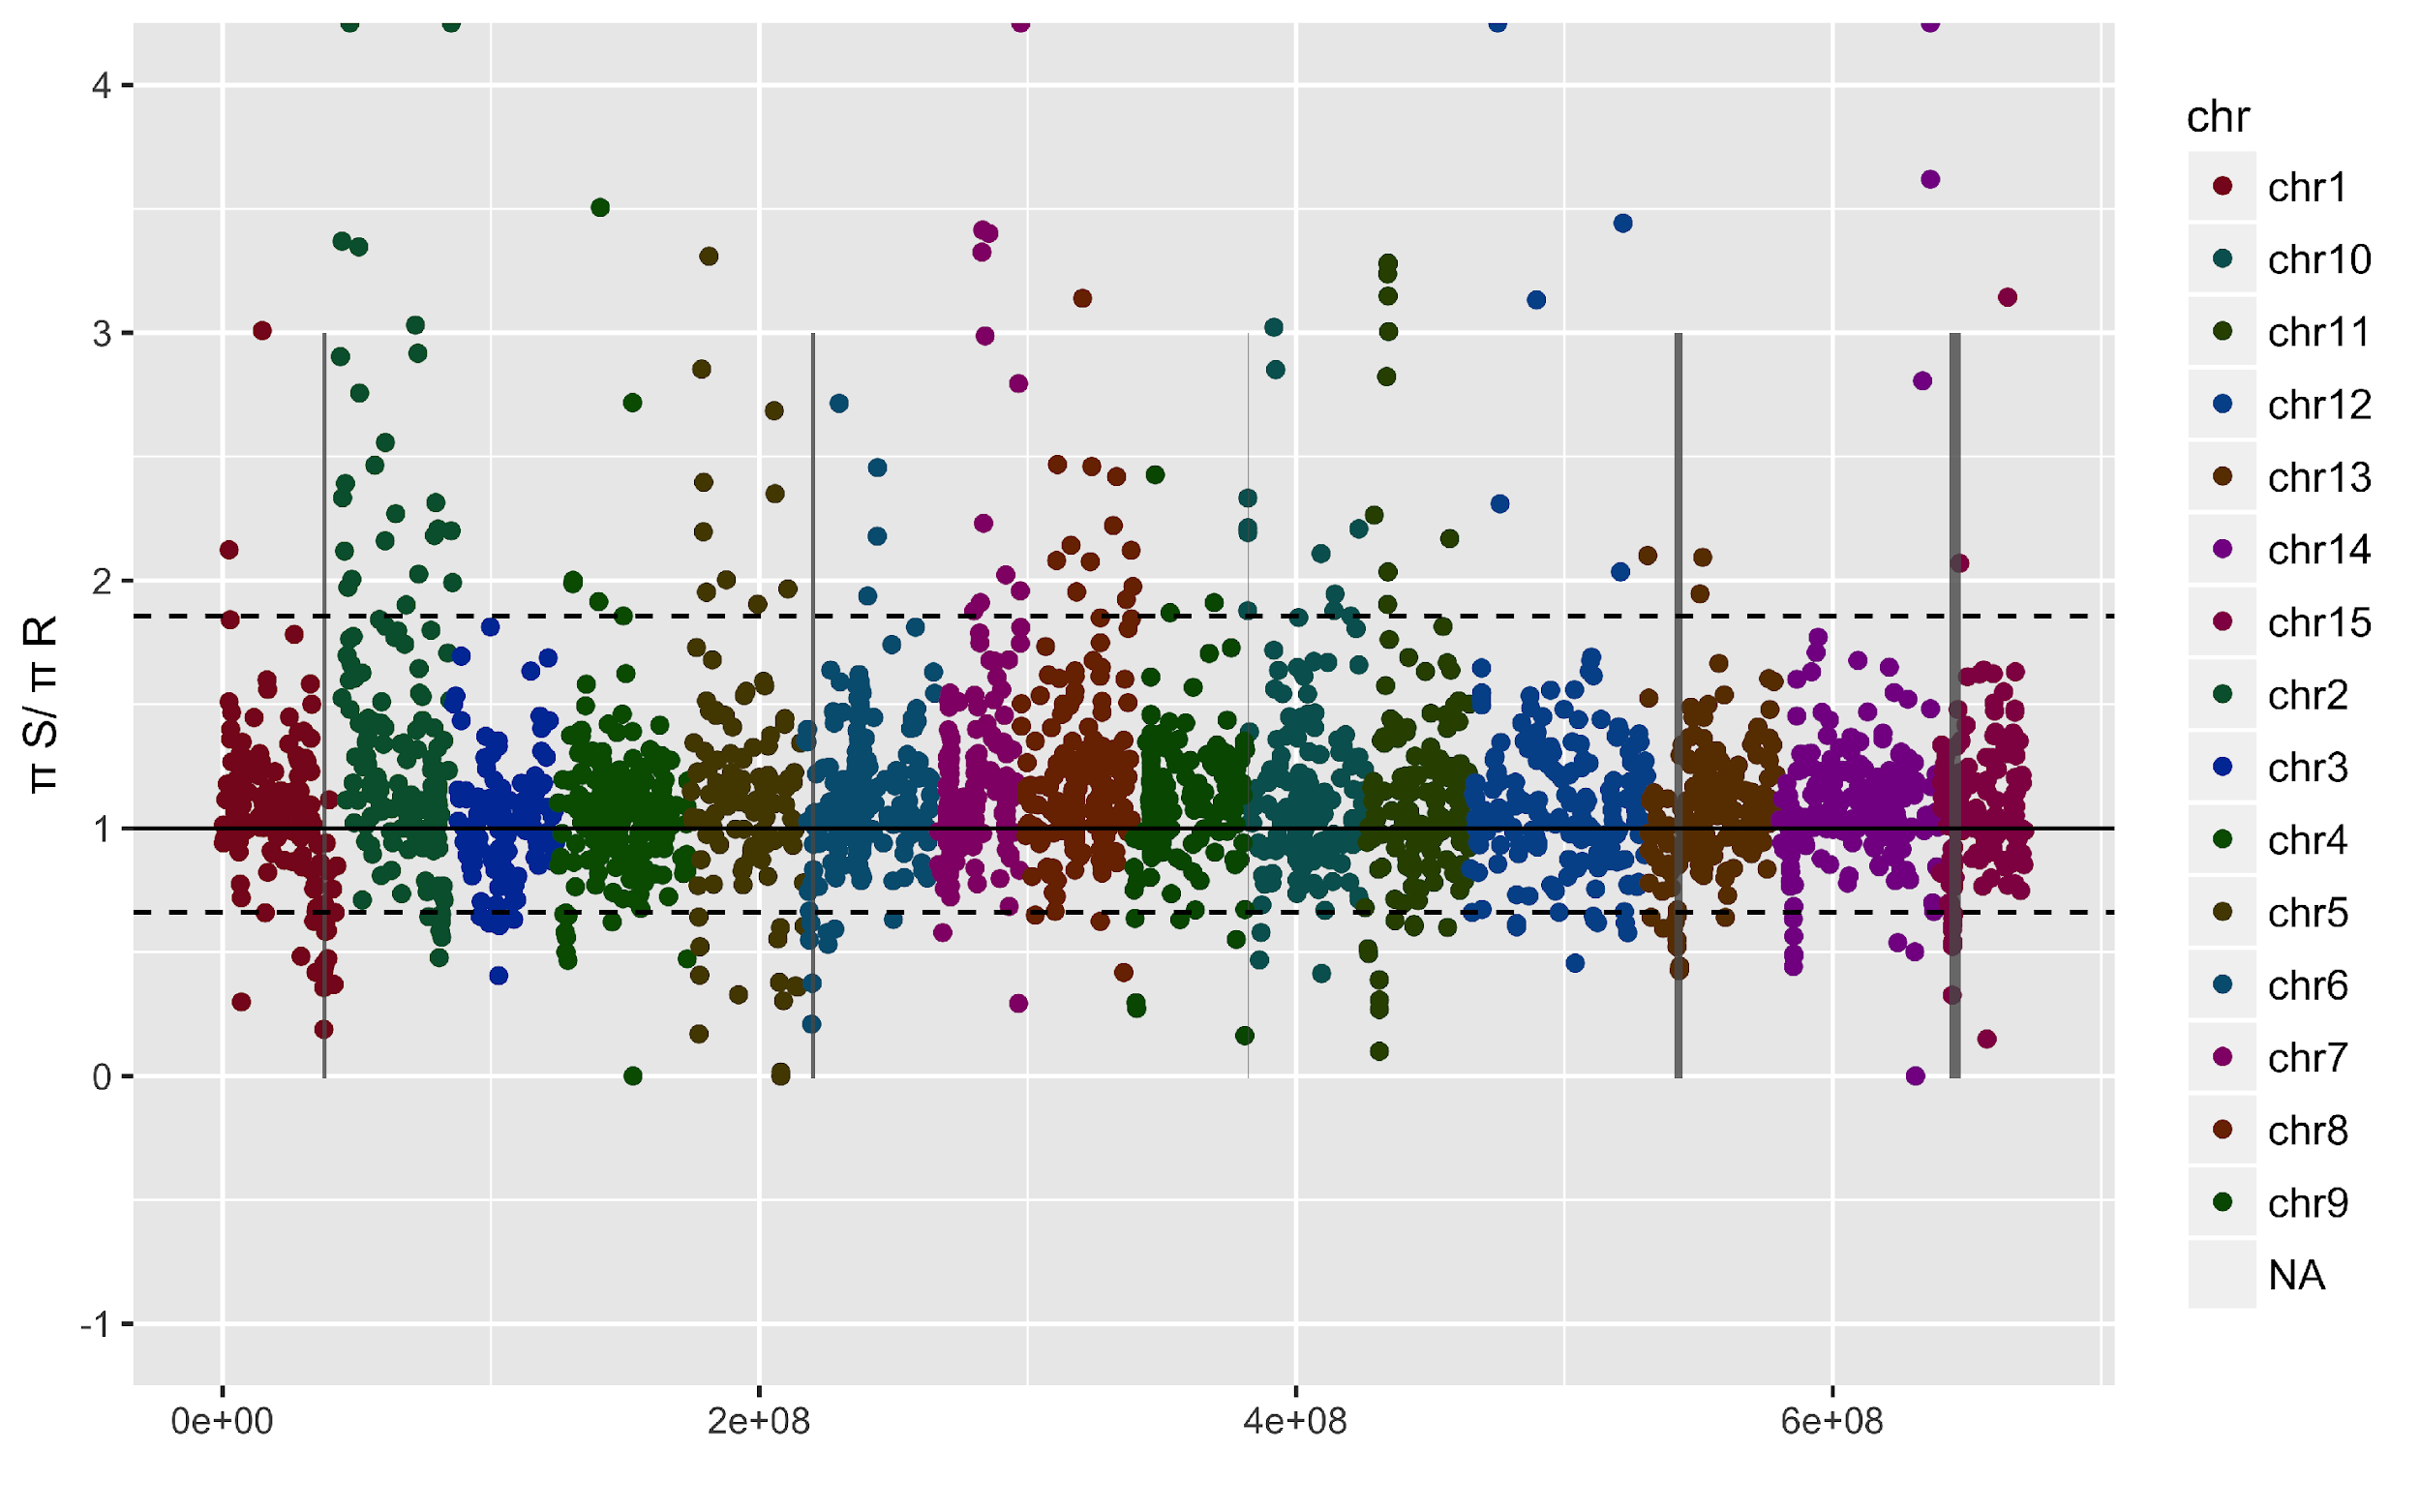 π S/ π R
4
3
2
1
0
-1
0e+00
2e+08
4e+08
6e+08
chr
chr1
chr10
chr11
chr12
chr13
chr14
chr15
chr2
chr3
chr4
chr5
chr6
chr7
chr8
chr9
NA